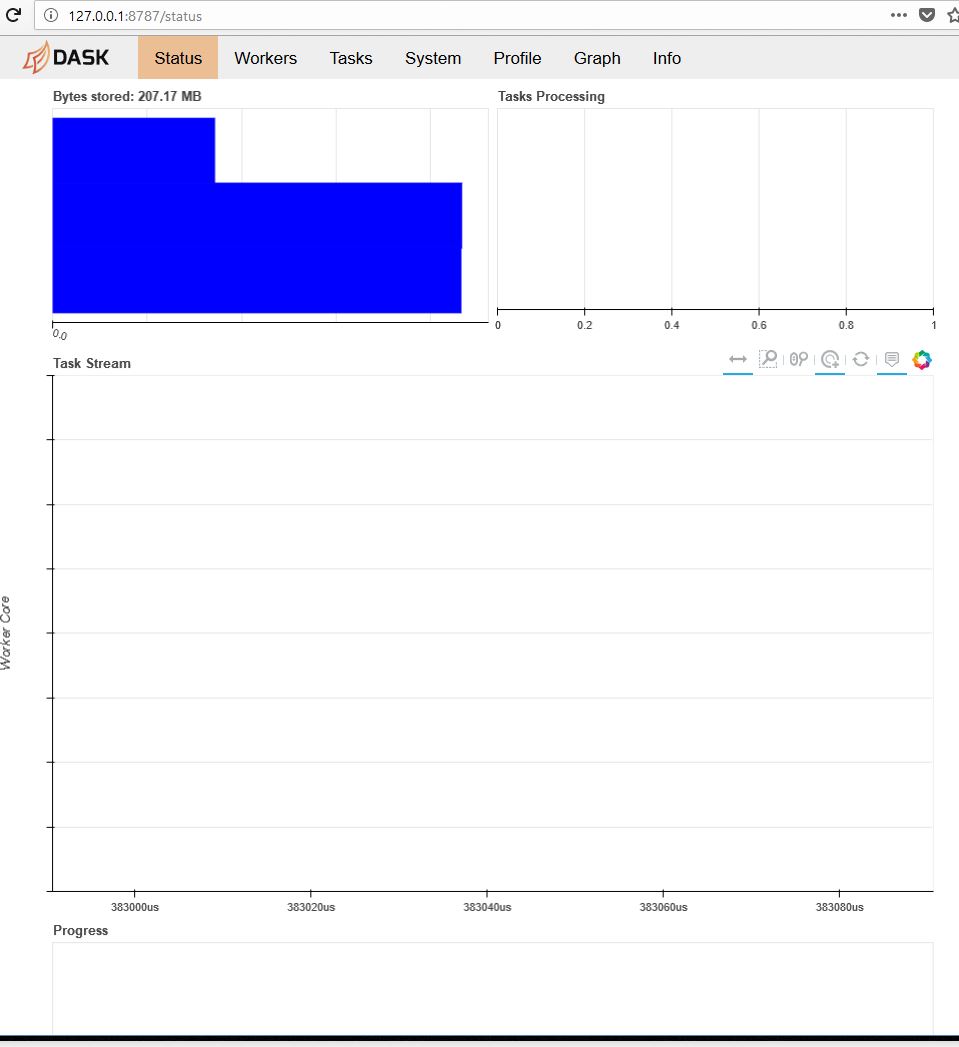 127.0.0.1:8787/status
DASK Status Workers Tasks System Profile Graph Info
Bytes stored: 207.17 MB
Tasks Processing
0.0
0 0.2 0.4 0.6 0.8 1
Task Stream
Worker Core
383000us 383020us 383040us 383060us 383080us
Progress